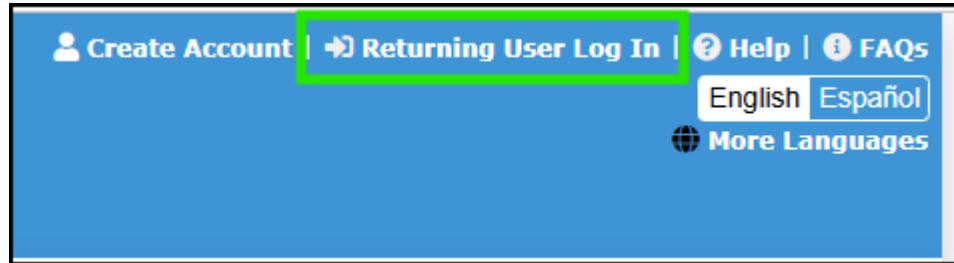 Create Account | Returning User Log In | Help | FAQs
English Español
More Languages